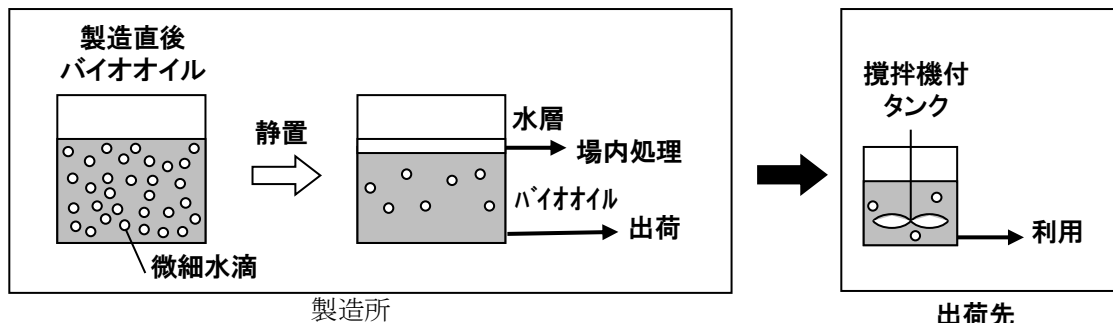 製造直後
バイオオイル
静置
水層
場内処理
ﾊﾞｲｵｵｲﾙ
出荷
微細水滴
製造所
撹拌機付
タンク
利用
出荷先